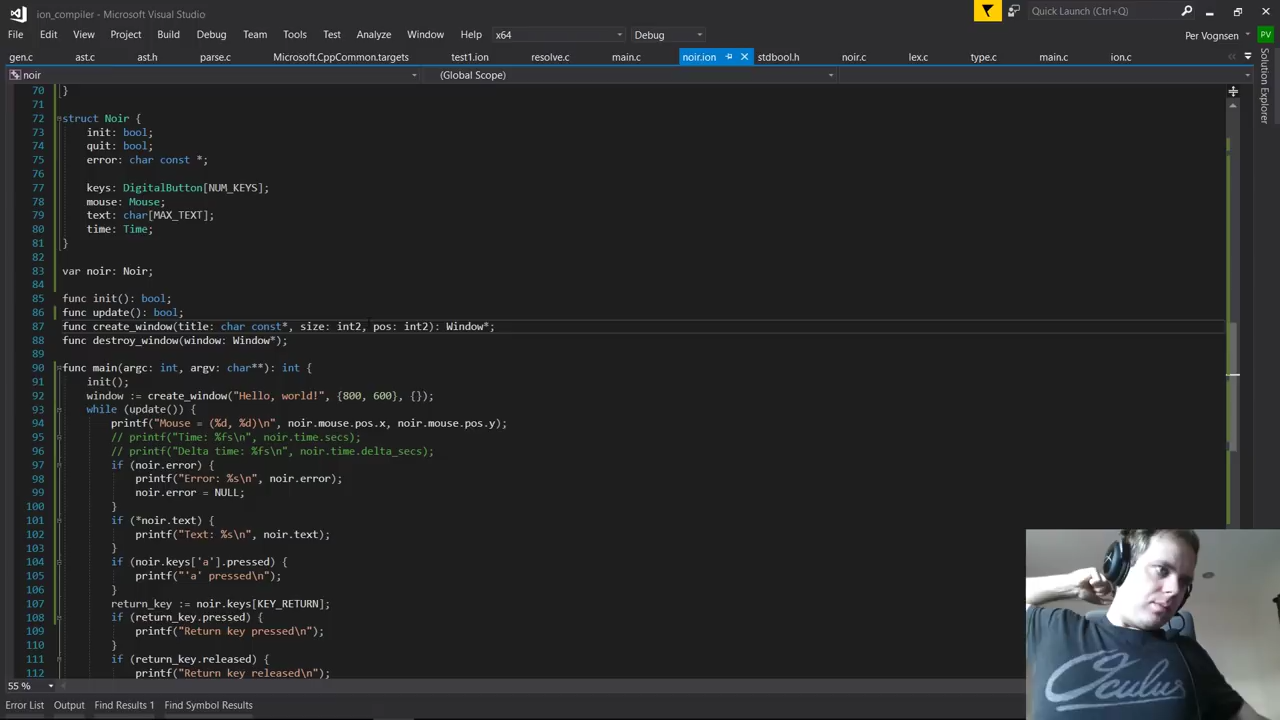 ion_compiler - Microsoft Visual Studio
Quick Launch (Ctrl+Q)
File Edit View Project Build Debug Team Tools Test Analyze Window Help x64 Debug Per Vognsen PV
gen.c ast.c ast.h parse.c Microsoft.CppCommon.targets test1.ion resolve.c main.c noir.ion stdbool.h noir.c lex.c type.c main.c ion.c
noir (Global Scope)
Solution Explorer
70 }
71
72 struct Noir {
73 init: bool;
74 quit: bool;
75 error: char const *;
76
77 keys: DigitalButton[NUM_KEYS];
78 mouse: Mouse;
79 text: char[MAX_TEXT];
80 time: Time;
81 }
82
83 var noir: Noir;
84
85 func init(): bool;
86 func update(): bool;
87 func create_window(title: char const*, size: int2, pos: int2): Window*;
88 func destroy_window(window: Window*);
89
90 func main(argc: int, argv: char**): int {
91 init();
92 window := create_window("Hello, world!", {800, 600}, {});
93 while (update()) {
94 printf("Mouse = (%d, %d)\n", noir.mouse.pos.x, noir.mouse.pos.y);
95 // printf("Time: %fs\n", noir.time.secs);
96 // printf("Delta time: %fs\n", noir.time.delta_secs);
97 if (noir.error) {
98 printf("Error: %s\n", noir.error);
99 noir.error = NULL;
100 }
101 if (*noir.text) {
102 printf("Text: %s\n", noir.text);
103 }
104 if (noir.keys['a'].pressed) {
105 printf("'a' pressed\n");
106 }
107 return_key := noir.keys[KEY_RETURN];
108 if (return_key.pressed) {
109 printf("Return key pressed\n");
110 }
111 if (return_key.released) {
112 printf("Return key released\n");
55 %
Oculus
Error List Output Find Results 1 Find Symbol Results